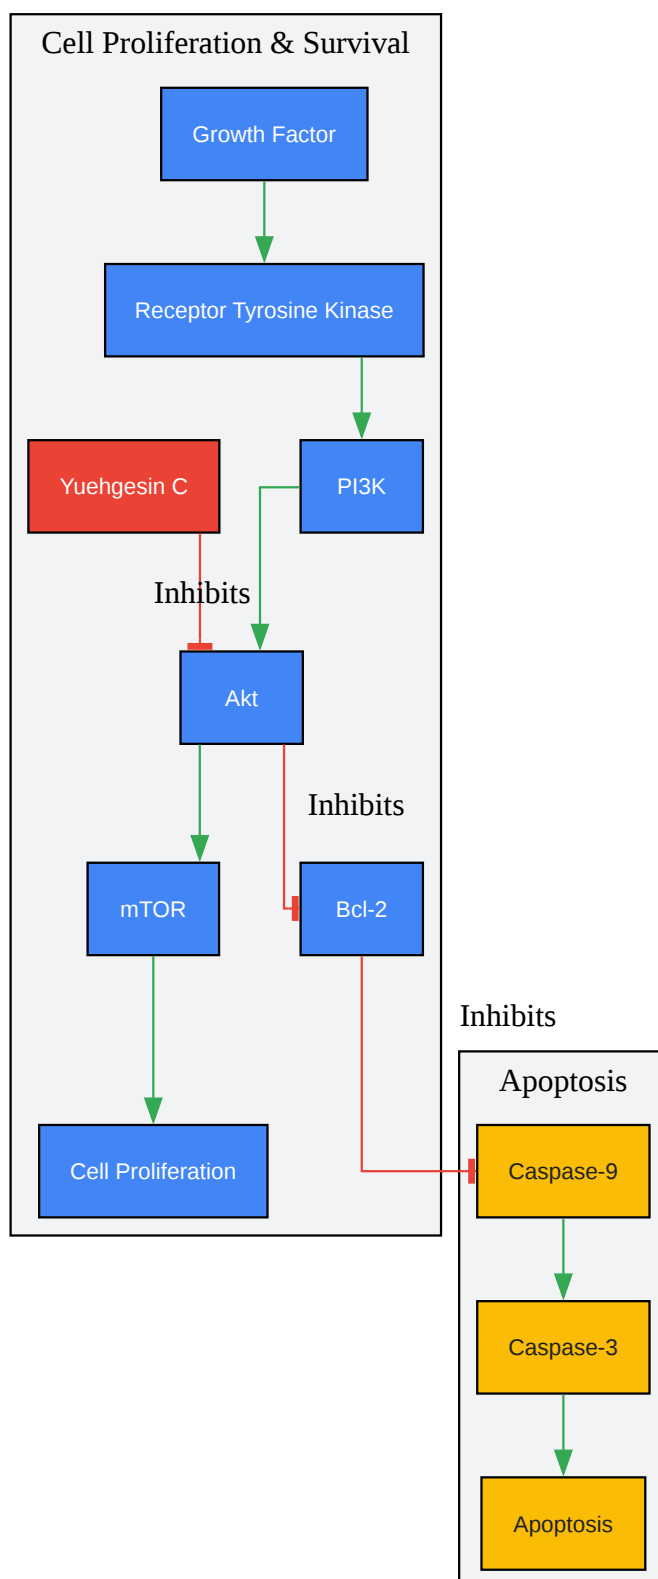 Cell Proliferation & Survival
Growth Factor
Receptor Tyrosine Kinase
Yuehgesin C
PI3K
Inhibits
Akt
Inhibits
mTOR
Bcl-2
Inhibits
Apoptosis
Cell Proliferation
Caspase-9
Caspase-3
Apoptosis